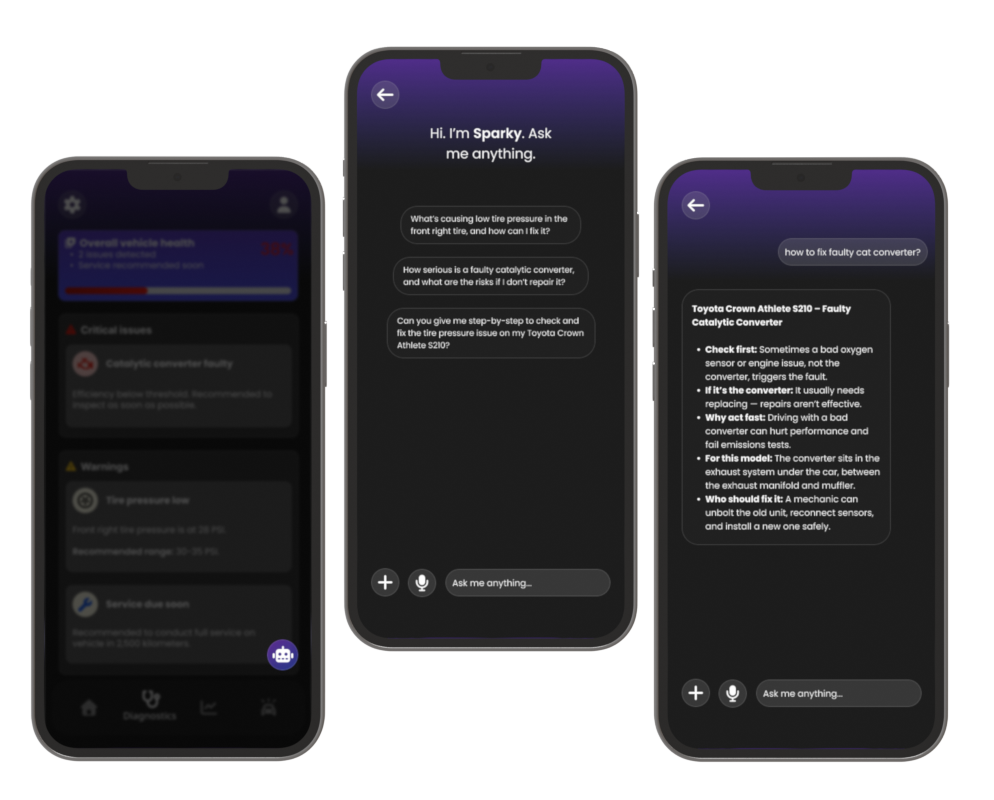 Overall vehicle health
• 3 issues detected
• Service recommended soon
Critical issues
Catalytic converter faulty
Efficiency below threshold. Recommended to
inspect as soon as possible.
Warnings
Tire pressure low
Front right tire pressure is at 26 PSI.
Recommended range: 30-35 PSI
Service due soon
Recommended to conduct full service on
vehicle in 2,500 kilometers.
Diagnostics
Hi. I'm Sparky. Ask
me anything.
What's causing low tire pressure in the
front right tire, and how can I fix it?
How serious is a faulty catalytic converter,
and what are the risks if I don't repair it?
Can you give me step-by-step to check and
fix the tire pressure issue on my Toyota Crown
Athlete S210?
Ask me anything...
how to fix faulty cat converter?
Toyota Crown Athlete S210 – Faulty
Catalytic Converter
• Check first: Sometimes a bad oxygen
sensor or engine issue, not the
converter, triggers the fault.
• If it's the converter: It usually needs
replacing — repairs aren't effective.
• Why act fast: Driving with a bad
converter can hurt performance and
fail emissions tests.
• For this model: The converter sits in the
exhaust system under the car, between
the exhaust manifold and muffler.
• Who should fix it: A mechanic can
unbolt the old unit, reconnect sensors,
and install a new one safely.
Ask me anything...